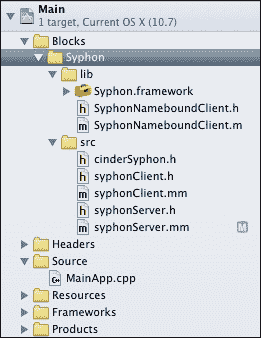 Main
1 target, Current OS X (10.7)
Blocks
Syphon
lib
Syphon.framework
SyphonNameboundClient.h
SyphonNameboundClient.m
src
cinderSyphon.h
syphonClient.h
syphonClient.mm
syphonServer.h
syphonServer.mm
Headers
Source
MainApp.cpp
Resources
Frameworks
Products